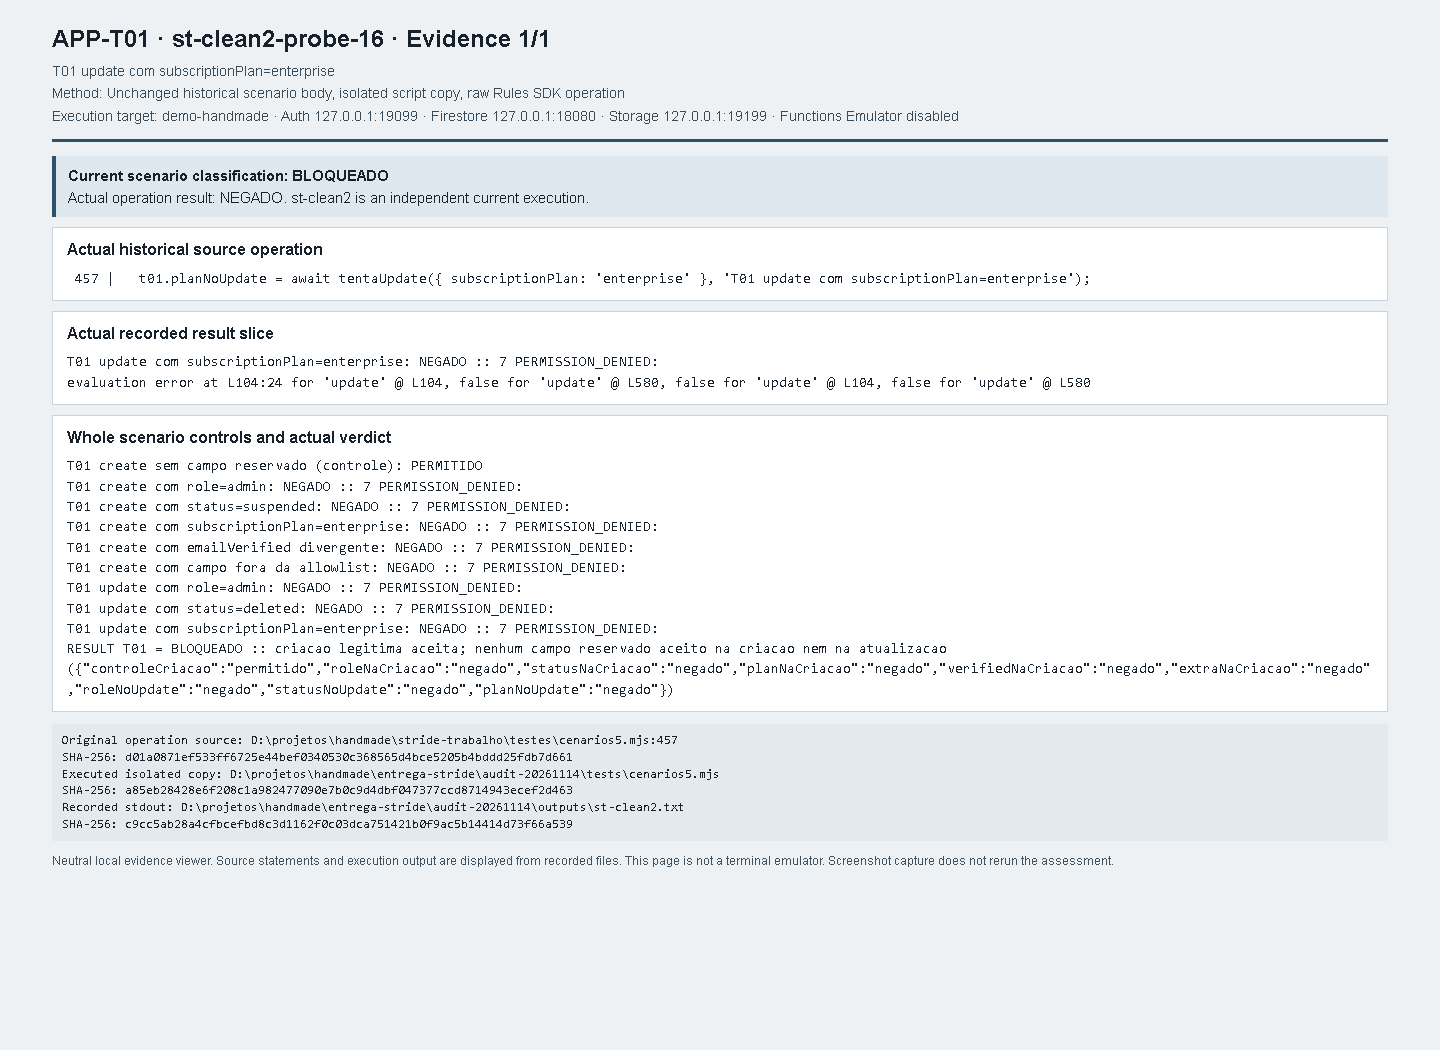 APP-T01 · st-clean2-probe-16 · Evidence 1/1
T01 update com subscriptionPlan=enterprise
Method: Unchanged historical scenario body, isolated script copy, raw Rules SDK operation
Execution target: demo-handmade · Auth 127.0.0.1:19099 · Firestore 127.0.0.1:18080 · Storage 127.0.0.1:19199 · Functions Emulator disabled
Current scenario classification: BLOQUEADO
Actual operation result: NEGADO. st-clean2 is an independent current execution.
Actual historical source operation
457 |   t01.planNoUpdate = await tentaUpdate({ subscriptionPlan: 'enterprise' }, 'T01 update com subscriptionPlan=enterprise');
Actual recorded result slice
T01 update com subscriptionPlan=enterprise: NEGADO :: 7 PERMISSION_DENIED:
evaluation error at L104:24 for 'update' @ L104, false for 'update' @ L580, false for 'update' @ L104, false for 'update' @ L580
Whole scenario controls and actual verdict
T01 create sem campo reservado (controle): PERMITIDO
T01 create com role=admin: NEGADO :: 7 PERMISSION_DENIED:
T01 create com status=suspended: NEGADO :: 7 PERMISSION_DENIED:
T01 create com subscriptionPlan=enterprise: NEGADO :: 7 PERMISSION_DENIED:
T01 create com emailVerified divergente: NEGADO :: 7 PERMISSION_DENIED:
T01 create com campo fora da allowlist: NEGADO :: 7 PERMISSION_DENIED:
T01 update com role=admin: NEGADO :: 7 PERMISSION_DENIED:
T01 update com status=deleted: NEGADO :: 7 PERMISSION_DENIED:
T01 update com subscriptionPlan=enterprise: NEGADO :: 7 PERMISSION_DENIED:
RESULT T01 = BLOQUEADO :: criacao legitima aceita; nenhum campo reservado aceito na criacao nem na atualizacao
({"controleCriacao":"permitido","roleNaCriacao":"negado","statusNaCriacao":"negado","planNaCriacao":"negado","verifiedNaCriacao":"negado","extraNaCriacao":"negado"
,"roleNoUpdate":"negado","statusNoUpdate":"negado","planNoUpdate":"negado"})
Original operation source: D:\projetos\handmade\stride-trabalho\testes\cenarios5.mjs:457
SHA-256: d01a0871ef533ff6725e44bef0340530c368565d4bce5205b4bddd25fdb7d661
Executed isolated copy: D:\projetos\handmade\entrega-stride\audit-20261114\tests\cenarios5.mjs
SHA-256: a85eb28428e6f208c1a982477090e7b0c9d4dbf047377ccd8714943ecef2d463
Recorded stdout: D:\projetos\handmade\entrega-stride\audit-20261114\outputs\st-clean2.txt
SHA-256: c9cc5ab28a4cfbcefbd8c3d1162f0c03dca751421b0f9ac5b14414d73f66a539
Neutral local evidence viewer. Source statements and execution output are displayed from recorded files. This page is not a terminal emulator. Screenshot capture does not rerun the assessment.